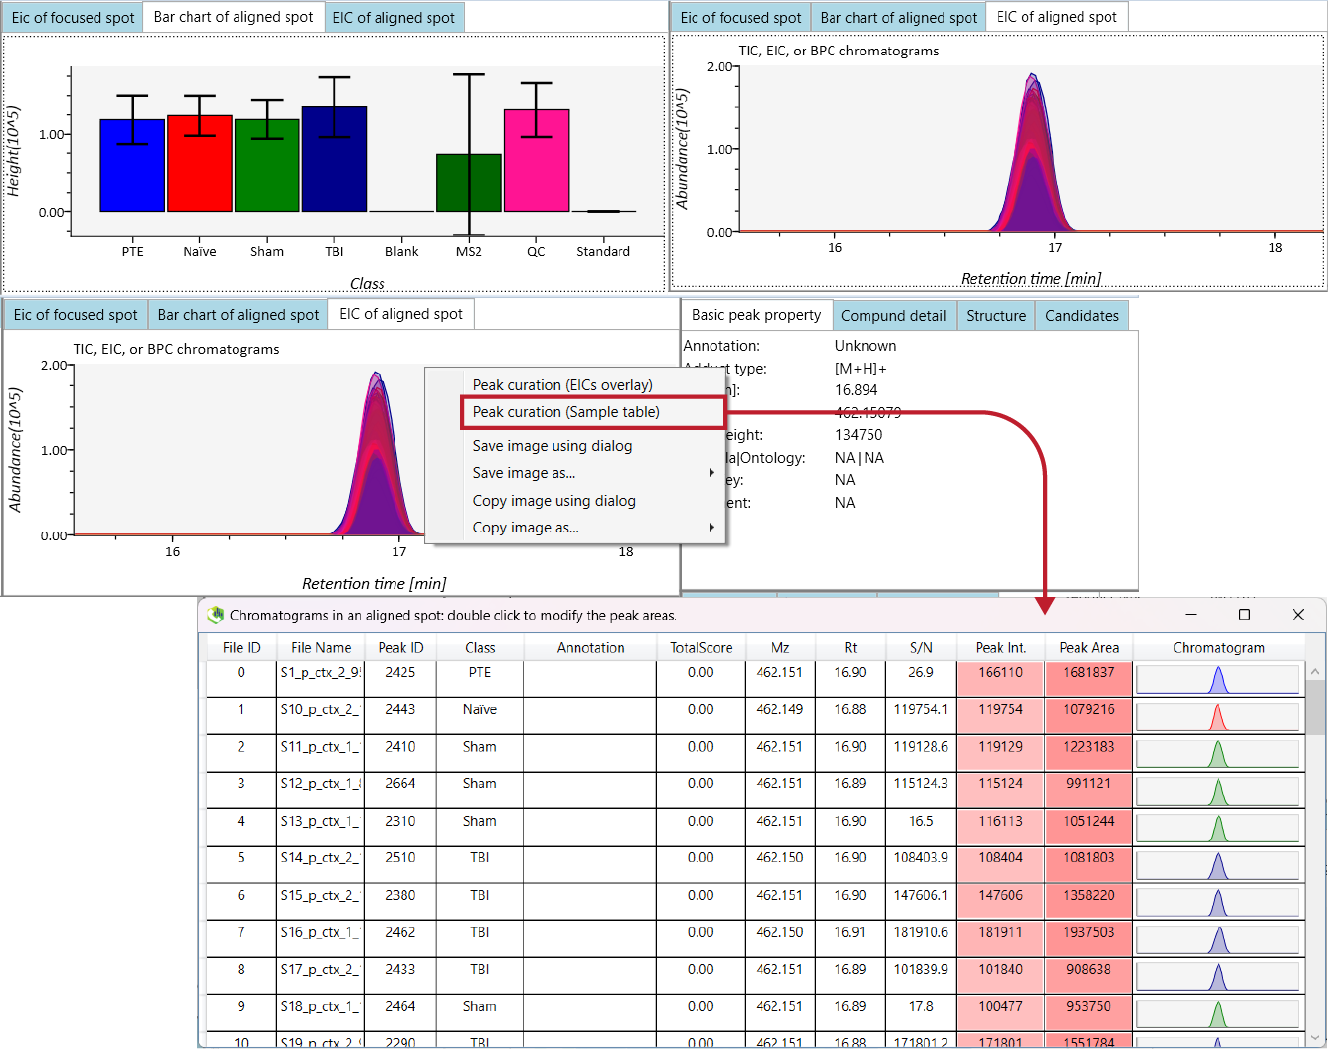 Eic of focused spot Bar chart of aligned spot EIC of aligned spot
Height(10^5)
1.00
0.00
PTE Naïve Sham TBI Blank MS2 QC Standard
Class
Eic of focused spot Bar chart of aligned spot EIC of aligned spot
TIC, EIC, or BPC chromatograms
Abundance(10^5)
2.00
1.00
0.00
16 17 18
Retention time [min]
Eic of focused spot Bar chart of aligned spot EIC of aligned spot
TIC, EIC, or BPC chromatograms
Abundance(10^5)
2.00
1.00
0.00
16 17 18
Retention time [min]
Peak curation (EICs overlay)
Peak curation (Sample table)
Save image using dialog
Save image as...
Copy image using dialog
Copy image as...
Basic peak property Compund detail Structure Candidates
Annotation: Unknown
type: [M+H]+
16.894
462.15079
134750
Ontology: NA|NA
NA
NA
Chromatograms in an aligned spot: double click to modify the peak areas.
File ID File Name Peak ID Class Annotation TotalScore Mz Rt S/N Peak Int. Peak Area Chromatogram
0 S1_p_ctx_2_9 2425 PTE 0.00 462.151 16.90 26.9 166110 1681837
1 S10_p_ctx_2_ 2443 Naïve 0.00 462.149 16.88 119754.1 119754 1079216
2 S11_p_ctx_1_ 2410 Sham 0.00 462.151 16.90 119128.6 119129 1223183
3 S12_p_ctx_1_ 2664 Sham 0.00 462.151 16.89 115124.3 115124 991121
4 S13_p_ctx_1_ 2310 Sham 0.00 462.151 16.90 16.5 116113 1051244
5 S14_p_ctx_2_ 2510 TBI 0.00 462.150 16.90 108403.9 108404 1081803
6 S15_p_ctx_2_ 2380 TBI 0.00 462.151 16.90 147606.1 147606 1358220
7 S16_p_ctx_1_ 2462 TBI 0.00 462.150 16.91 181910.6 181911 1937503
8 S17_p_ctx_2_ 2433 TBI 0.00 462.151 16.89 101839.9 101840 908638
9 S18_p_ctx_1_ 2464 Sham 0.00 462.151 16.89 17.8 100477 953750
10 S19_p_ctx_2_ 2290 TBI 0.00 462.151 16.88 171801.2 171801 1551784